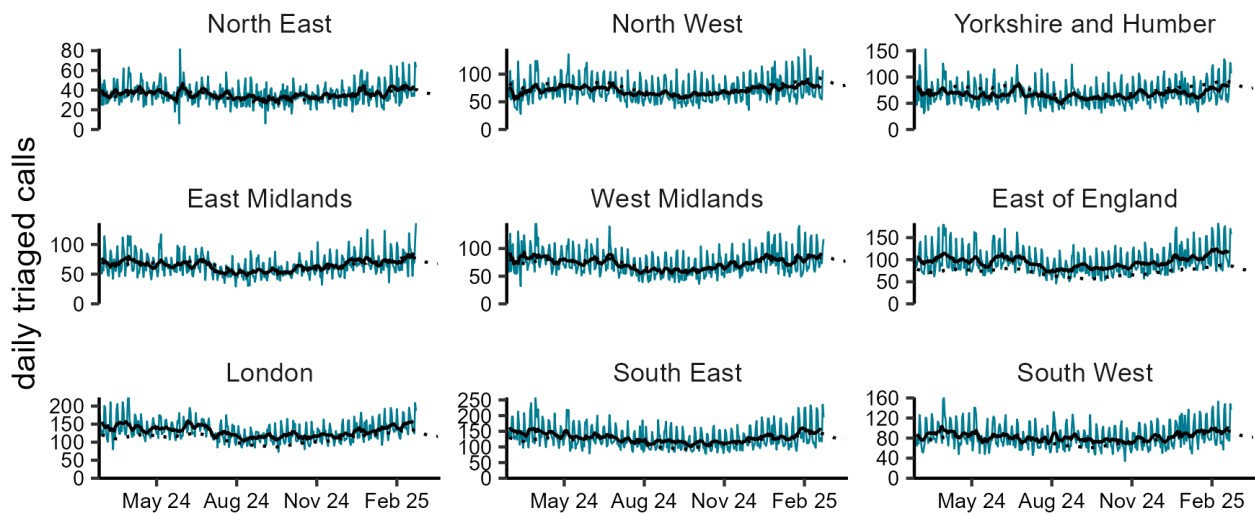 daily triaged calls
North East
80
60
40
20
0
North West
100
50
0
Yorkshire and Humber
150
100
50
0
East Midlands
100
50
0
West Midlands
100
50
0
East of England
150
100
50
0
London
200
150
100
50
0
May 24 Aug 24 Nov 24 Feb 25
South East
250
200
150
100
50
0
May 24 Aug 24 Nov 24 Feb 25
South West
160
120
80
40
0
May 24 Aug 24 Nov 24 Feb 25